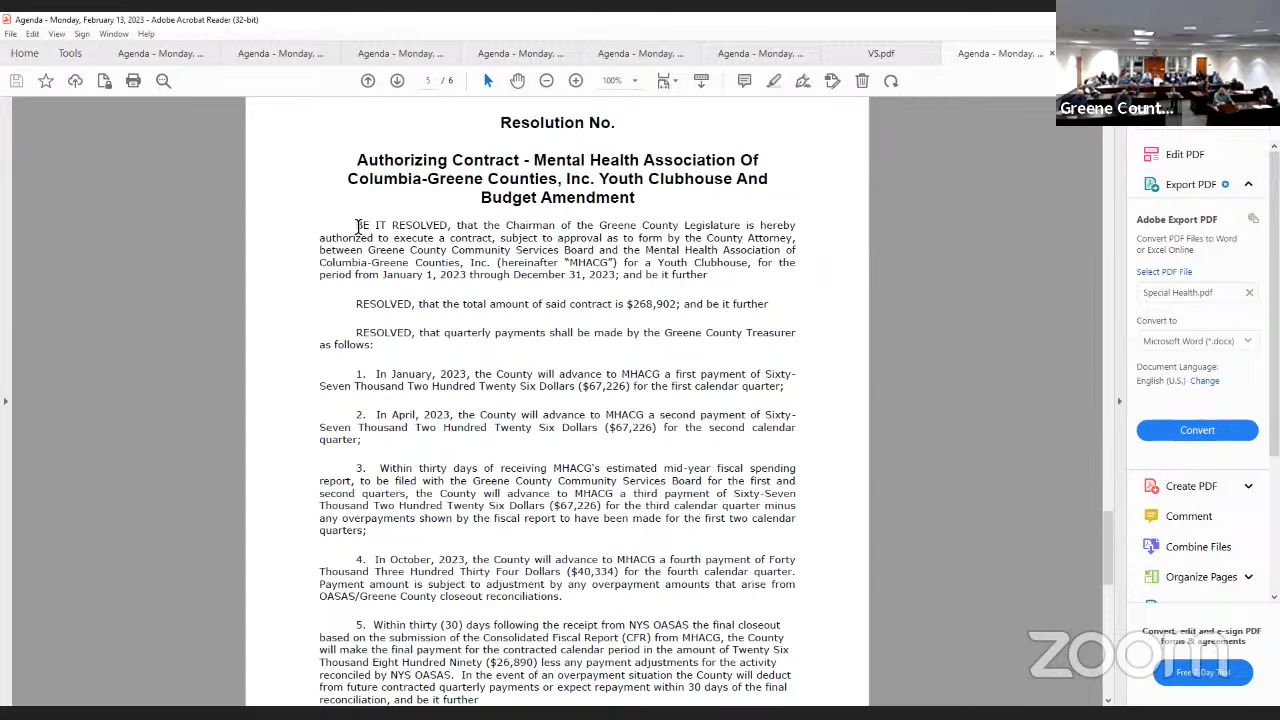 Agenda - Monday, February 13, 2023 - Adobe Acrobat Reader (32-bit)
File Edit View Sign Window Help
Home Tools Agenda - Monday, ... Agenda - Monday, ... Agenda - Monday, ... Agenda - Monday, ... Agenda - Monday, ... Agenda - Monday, ... VS.pdf Agenda - Monday, ...
5 / 6 100%
Greene Count...
Resolution No.
Authorizing Contract - Mental Health Association Of
Columbia-Greene Counties, Inc. Youth Clubhouse And
Budget Amendment
BE IT RESOLVED, that the Chairman of the Greene County Legislature is hereby
authorized to execute a contract, subject to approval as to form by the County Attorney,
between Greene County Community Services Board and the Mental Health Association of
Columbia-Greene Counties, Inc. (hereinafter “MHACG”) for a Youth Clubhouse, for the
period from January 1, 2023 through December 31, 2023; and be it further
RESOLVED, that the total amount of said contract is $268,902; and be it further
RESOLVED, that quarterly payments shall be made by the Greene County Treasurer
as follows:
1. In January, 2023, the County will advance to MHACG a first payment of Sixty-
Seven Thousand Two Hundred Twenty Six Dollars ($67,226) for the first calendar quarter;
2. In April, 2023, the County will advance to MHACG a second payment of Sixty-
Seven Thousand Two Hundred Twenty Six Dollars ($67,226) for the second calendar
quarter;
3. Within thirty days of receiving MHACG's estimated mid-year fiscal spending
report, to be filed with the Greene County Community Services Board for the first and
second quarters, the County will advance to MHACG a third payment of Sixty-Seven
Thousand Two Hundred Twenty Six Dollars ($67,226) for the third calendar quarter minus
any overpayments shown by the fiscal report to have been made for the first two calendar
quarters;
4. In October, 2023, the County will advance to MHACG a fourth payment of Forty
Thousand Three Hundred Thirty Four Dollars ($40,334) for the fourth calendar quarter.
Payment amount is subject to adjustment by any overpayment amounts that arise from
OASAS/Greene County closeout reconciliations.
5. Within thirty (30) days following the receipt from NYS OASAS the final closeout
based on the submission of the Consolidated Fiscal Report (CFR) from MHACG, the County
will make the final payment for the contracted calendar period in the amount of Twenty Six
Thousand Eight Hundred Ninety ($26,890) less any payment adjustments for the activity
reconciled by NYS OASAS. In the event of an overpayment situation the County will deduct
from future contracted quarterly payments or expect repayment within 30 days of the final
reconciliation, and be it further
Edit PDF
Export PDF
Adobe Export PDF
Convert PDF Files to Word
or Excel Online
Select PDF File
Special Health.pdf
Convert to
Microsoft Word (*.docx)
Document Language:
English (U.S.) Change
Convert
Create PDF
Comment
Combine Files
Organize Pages
Convert, edit and e-sign PDF
forms & agreements
Free 7-Day Trial
zoom